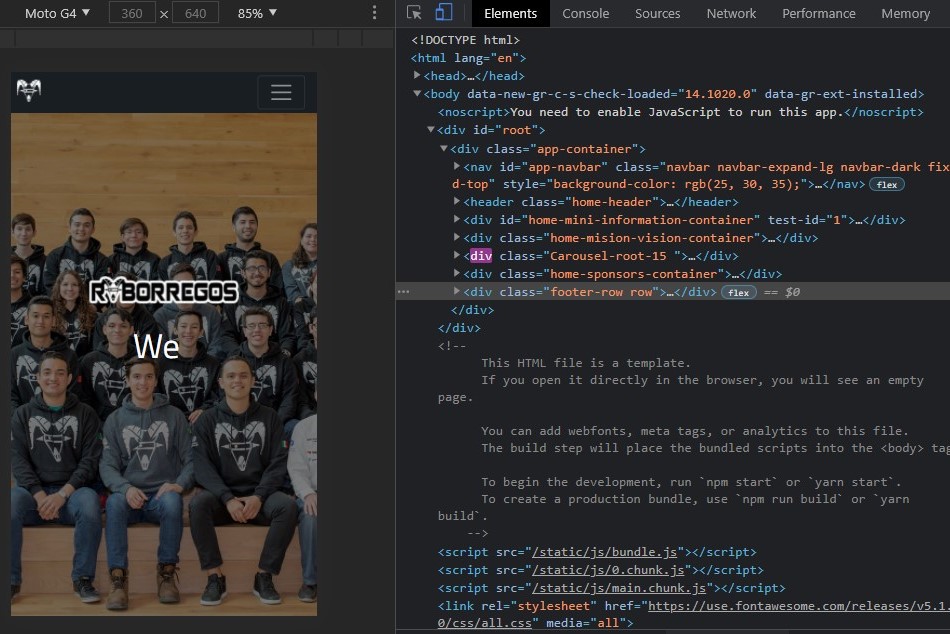 Moto G4 ▼ 360 × 640 85% ▼
Elements Console Sources Network Performance Memory
ROBORREGOS
We
<!DOCTYPE html>
<html lang="en">
▶<head>…</head>
▼<body data-new-gr-c-s-check-loaded="14.1020.0" data-gr-ext-installed>
<noscript>You need to enable JavaScript to run this app.</noscript>
▼<div id="root">
▼<div class="app-container">
▶<nav id="app-navbar" class="navbar navbar-expand-lg navbar-dark fix
d-top" style="background-color: rgb(25, 30, 35);">…</nav> flex
▶<header class="home-header">…</header>
▶<div id="home-mini-information-container" test-id="1">…</div>
▶<div class="home-mision-vision-container">…</div>
▶<div class="Carousel-root-15 ">…</div>
▶<div class="home-sponsors-container">…</div>
▶<div class="footer-row row">…</div> flex == $0
</div>
</div>
<!--
This HTML file is a template.
If you open it directly in the browser, you will see an empty
page.
You can add webfonts, meta tags, or analytics to this file.
The build step will place the bundled scripts into the <body> tag
To begin the development, run `npm start` or `yarn start`.
To create a production bundle, use `npm run build` or `yarn
build`.
-->
<script src="/static/js/bundle.js"></script>
<script src="/static/js/0.chunk.js"></script>
<script src="/static/js/main.chunk.js"></script>
<link rel="stylesheet" href="https://use.fontawesome.com/releases/v5.1.
0/css/all.css" media="all">